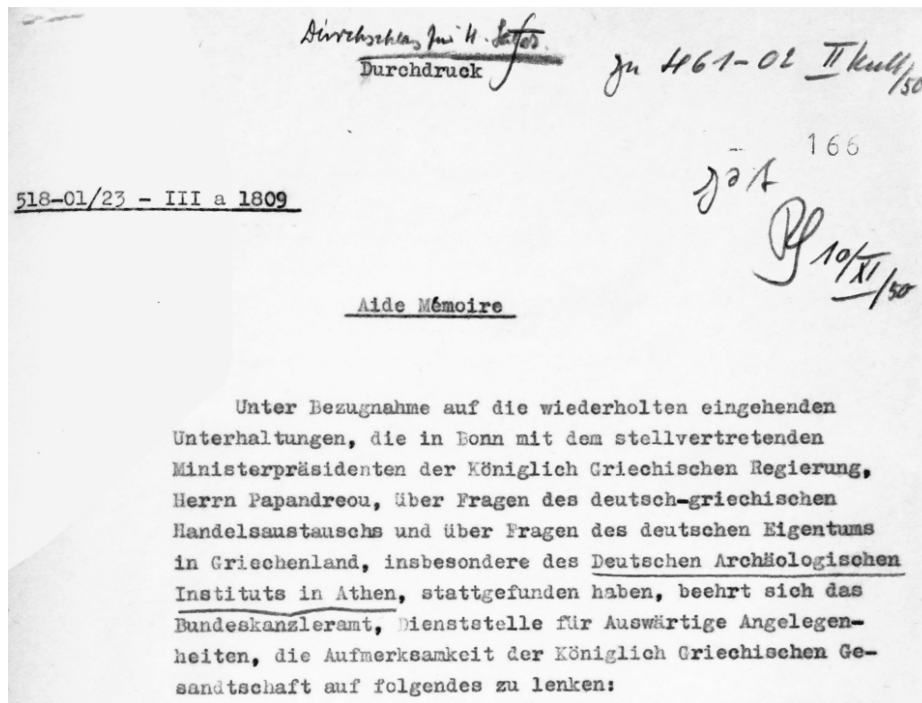 Durchschlag für H.
Durchdruck
zu 461-02 II Kult/50
166
518-01/23 - III a 1809
10/XI/50
Aide Mémoire
Unter Bezugnahme auf die wiederholten eingehenden
Unterhaltungen, die in Bonn mit dem stellvertretenden
Ministerpräsidenten der Königlich Griechischen Regierung,
Herrn Papandreou, über Fragen des deutsch-griechischen
Handelsaustauschs und über Fragen des deutschen Eigentums
in Griechenland, insbesondere des Deutschen Archäologischen
Instituts in Athen, stattgefunden haben, beehrt sich das
Bundeskanzleramt, Dienststelle für Auswärtige Angelegen-
heiten, die Aufmerksamkeit der Königlich Griechischen Ge-
sandtschaft auf folgendes zu lenken: